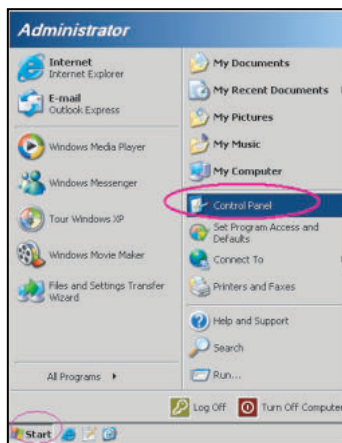 Administrator
Internet
Internet Explorer
E-mail
Outlook Express
Windows Media Player
Windows Messenger
Tour Windows XP
Windows Movie Maker
Files and Settings Transfer
Wizard
All Programs
My Documents
My Recent Documents
My Pictures
My Music
My Computer
Control Panel
Set Program Access and
Defaults
Connect To
Printers and Faxes
Help and Support
Search
Run...
Log Off
Turn Off Computer
Start